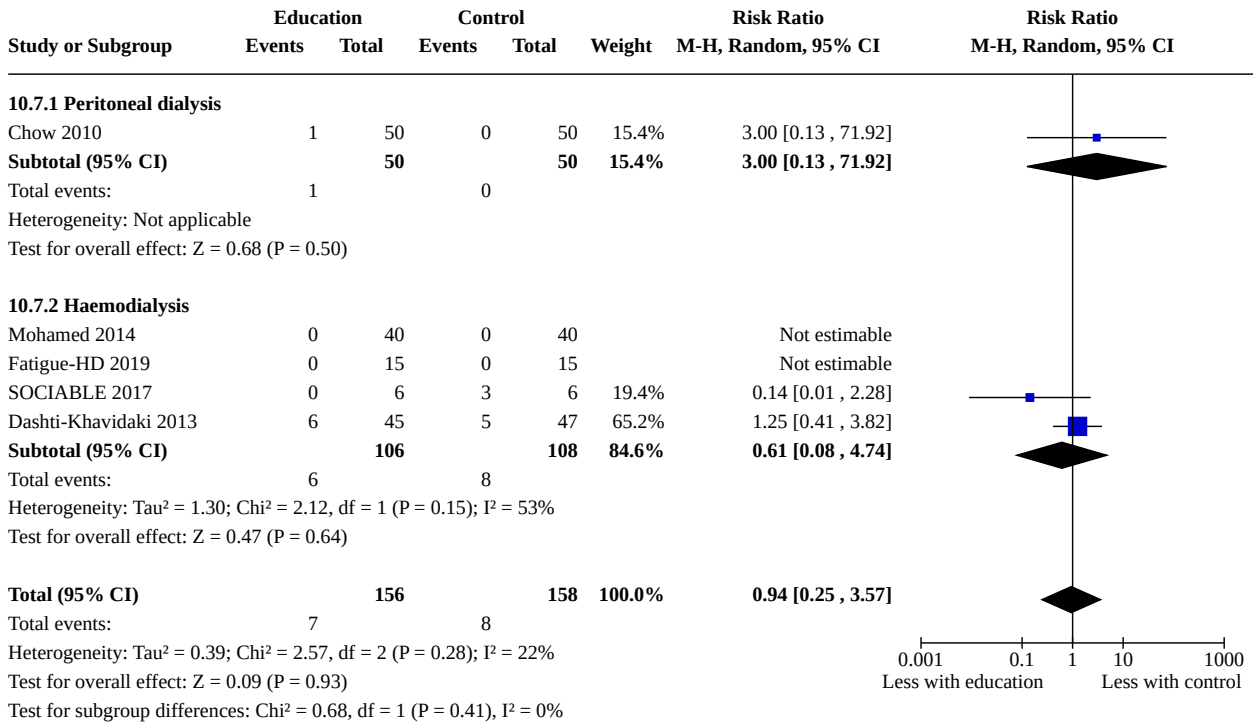 Education Control Risk Ratio Risk Ratio
Study or Subgroup Events Total Events Total Weight M-H, Random, 95% CI M-H, Random, 95% CI
10.7.1 Peritoneal dialysis
Chow 2010 1 50 0 50 15.4% 3.00 [0.13 , 71.92]
Subtotal (95% CI) 50 50 15.4% 3.00 [0.13 , 71.92]
Total events: 1 0
Heterogeneity: Not applicable
Test for overall effect: Z = 0.68 (P = 0.50)
10.7.2 Haemodialysis
Mohamed 2014 0 40 0 40 Not estimable
Fatigue-HD 2019 0 15 0 15 Not estimable
SOCIABLE 2017 0 6 3 6 19.4% 0.14 [0.01 , 2.28]
Dashti-Khavidaki 2013 6 45 5 47 65.2% 1.25 [0.41 , 3.82]
Subtotal (95% CI) 106 108 84.6% 0.61 [0.08 , 4.74]
Total events: 6 8
Heterogeneity: Tau² = 1.30; Chi² = 2.12, df = 1 (P = 0.15); I² = 53%
Test for overall effect: Z = 0.47 (P = 0.64)
Total (95% CI) 156 158 100.0% 0.94 [0.25 , 3.57]
Total events: 7 8
Heterogeneity: Tau² = 0.39; Chi² = 2.57, df = 2 (P = 0.28); I² = 22%
0.001 0.1 1 10 1000
Test for overall effect: Z = 0.09 (P = 0.93) Less with education Less with control
Test for subgroup differences: Chi² = 0.68, df = 1 (P = 0.41), I² = 0%